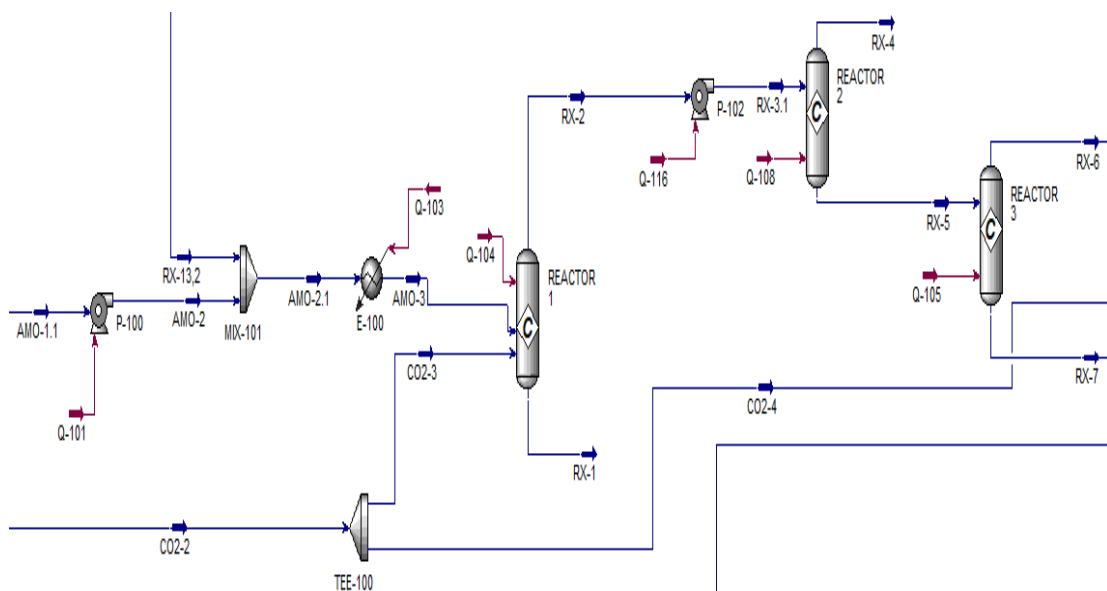 RX-4
REACTOR
2
RX-2
P-102
RX-3.1
C
Q-116
Q-108
RX-6
REACTOR
3
RX-5
C
Q-103
Q-104
REACTOR
1
RX-13,2
AMO-2.1
AMO-3
Q-105
AMO-1.1
P-100
AMO-2
MIX-101
E-100
C
CO2-3
RX-7
CO2-4
Q-101
RX-1
CO2-2
TEE-100